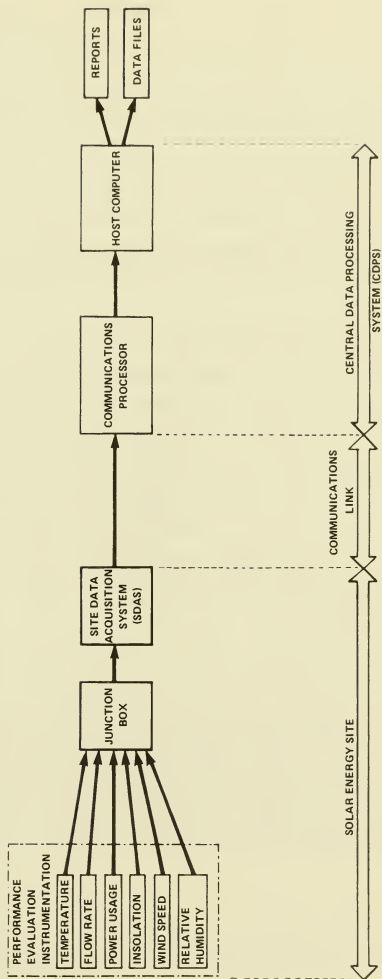 PERFORMANCE
EVALUATION
INSTRUMENTATION
TEMPERATURE
FLOW RATE
POWER USAGE
INSOLATION
WIND SPEED
RELATIVE
HUMIDITY
JUNCTION
BOX
SITE DATA
ACQUISITION
SYSTEM
(SDAS)
COMMUNICATIONS
PROCESSOR
HOST COMPUTER
REPORTS
DATA FILES
SOLAR ENERGY SITE
COMMUNICATIONS
LINK
CENTRAL DATA PROCESSING
SYSTEM (CDPS)